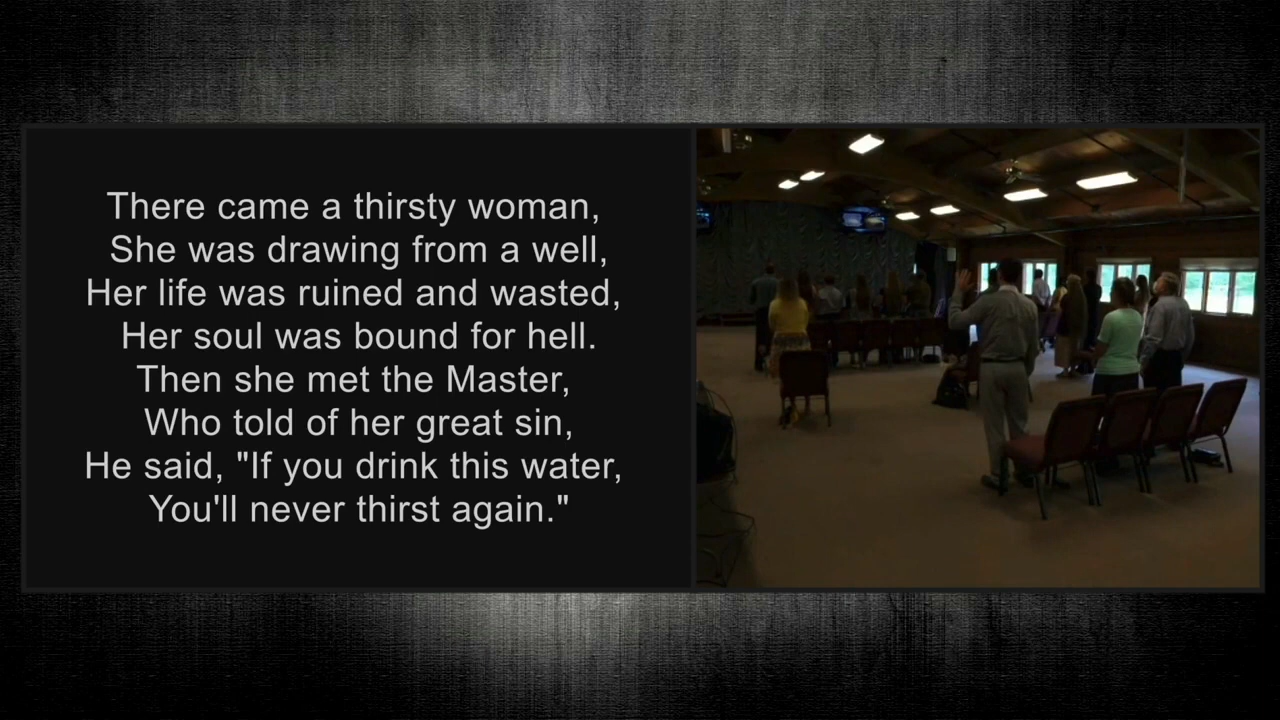 There came a thirsty woman,
She was drawing from a well,
Her life was ruined and wasted,
Her soul was bound for hell.
Then she met the Master,
Who told of her great sin,
He said, "If you drink this water,
You'll never thirst again."